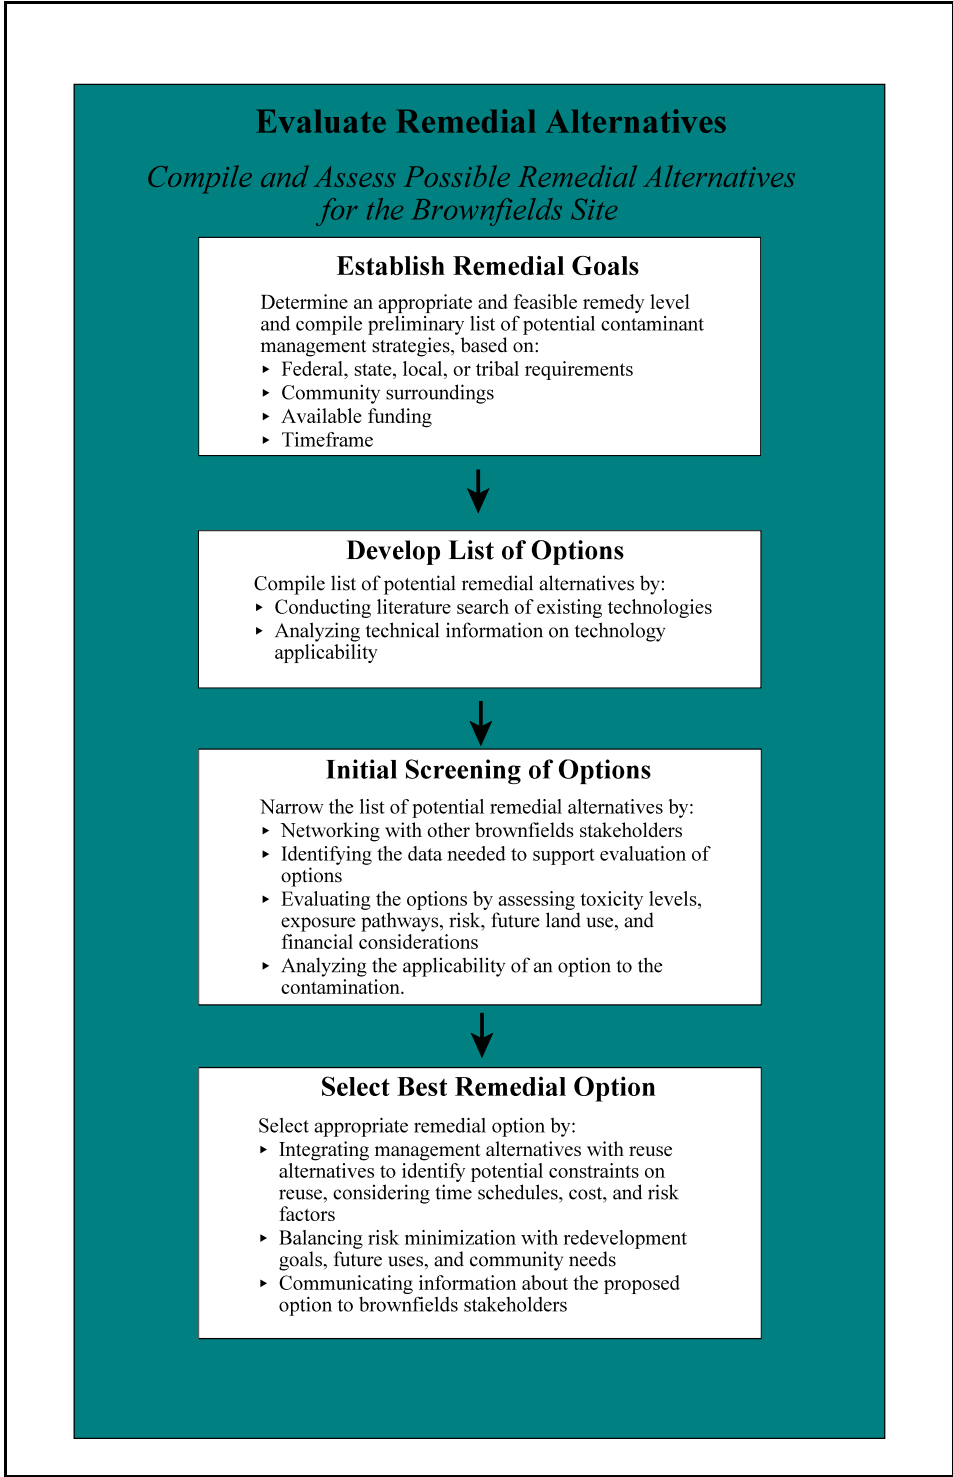 Evaluate Remedial Alternatives
Compile and Assess Possible Remedial Alternatives
for the Brownfields Site
Establish Remedial Goals
Determine an appropriate and feasible remedy level
and compile preliminary list of potential contaminant
management strategies, based on:
‣ Federal, state, local, or tribal requirements
‣ Community surroundings
‣ Available funding
‣ Timeframe
Develop List of Options
Compile list of potential remedial alternatives by:
‣ Conducting literature search of existing technologies
‣ Analyzing technical information on technology
applicability
Initial Screening of Options
Narrow the list of potential remedial alternatives by:
‣ Networking with other brownfields stakeholders
‣ Identifying the data needed to support evaluation of
options
‣ Evaluating the options by assessing toxicity levels,
exposure pathways, risk, future land use, and
financial considerations
‣ Analyzing the applicability of an option to the
contamination.
Select Best Remedial Option
Select appropriate remedial option by:
‣ Integrating management alternatives with reuse
alternatives to identify potential constraints on
reuse, considering time schedules, cost, and risk
factors
‣ Balancing risk minimization with redevelopment
goals, future uses, and community needs
‣ Communicating information about the proposed
option to brownfields stakeholders